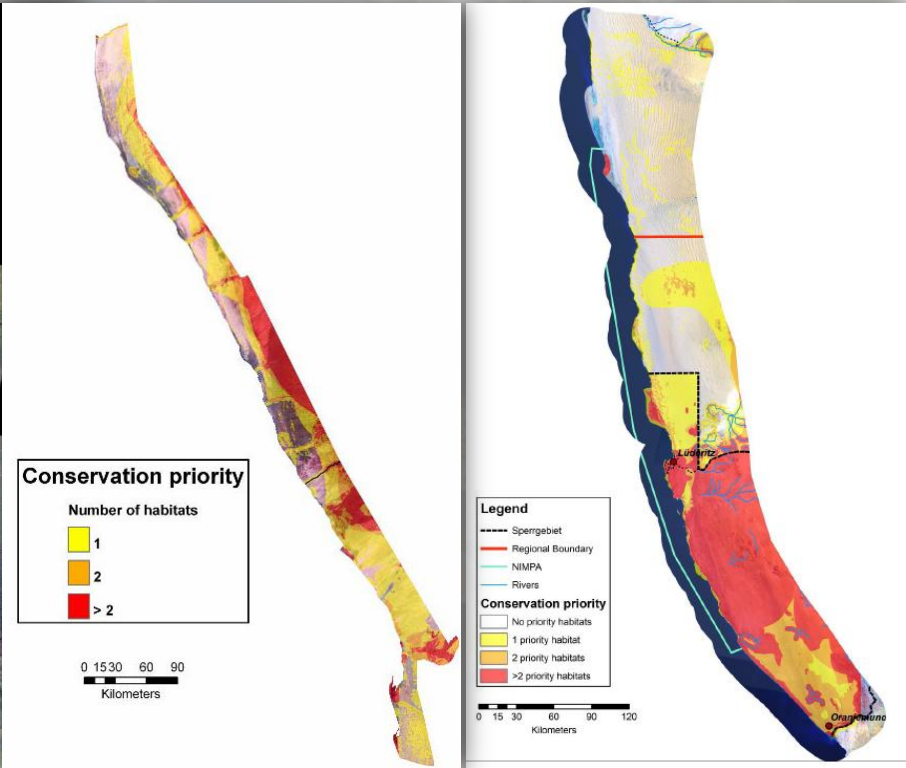 Conservation priority
Number of habitats
1
2
> 2
0 15 30 60 90
Kilometers
Lüderitz
Legend
Sperrgebiet
Regional Boundary
NIMPA
Rivers
Conservation priority
No priority habitats
1 priority habitat
2 priority habitats
>2 priority habitats
0 15 30 60 90 120
Kilometers
Oranjemund